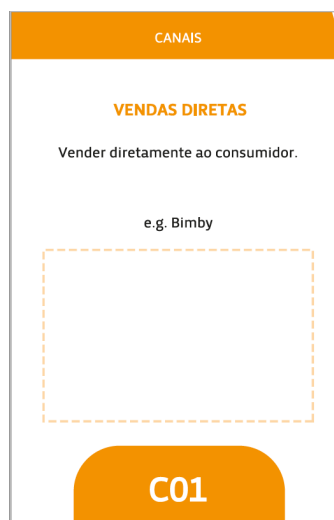 CANAIS
VENDAS DIRETAS
Vender diretamente ao consumidor.
e.g. Bimby
C01